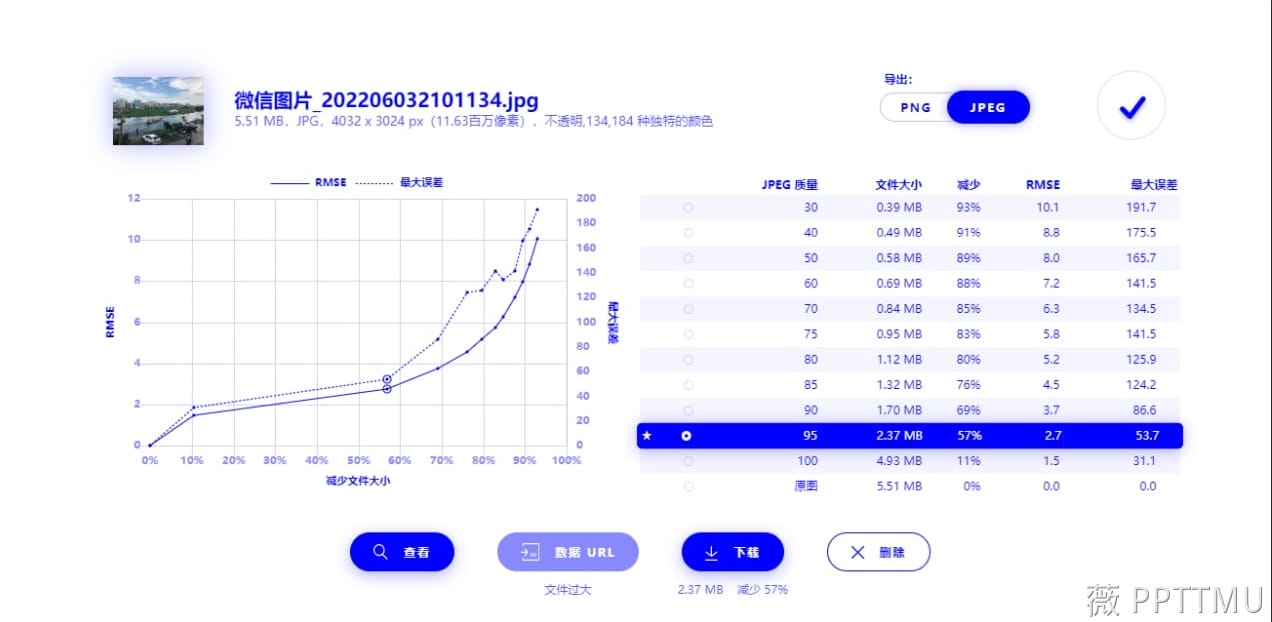 导出:
微信图片_202206032101134.jpg
PNG JPEG
5.51 MB，JPG，4032 x 3024 px（11.63百万像素），不透明,134,184 种独特的颜色
RMSE 最大误差
12 200
180
10
160
8 140
120
6 100
80
4
60
2 40
20
0 0
RMSE
最大误差
0% 10% 20% 30% 40% 50% 60% 70% 80% 90% 100%
减少文件大小
JPEG 质量 文件大小 减少 RMSE 最大误差
30 0.39 MB 93% 10.1 191.7
40 0.49 MB 91% 8.8 175.5
50 0.58 MB 89% 8.0 165.7
60 0.69 MB 88% 7.2 141.5
70 0.84 MB 85% 6.3 134.5
75 0.95 MB 83% 5.8 141.5
80 1.12 MB 80% 5.2 125.9
85 1.32 MB 76% 4.5 124.2
90 1.70 MB 69% 3.7 86.6
95 2.37 MB 57% 2.7 53.7
100 4.93 MB 11% 1.5 31.1
原图 5.51 MB 0% 0.0 0.0
查看 数据 URL 下载 删除
文件过大 2.37 MB 减少 57%
薇 PPTTMU